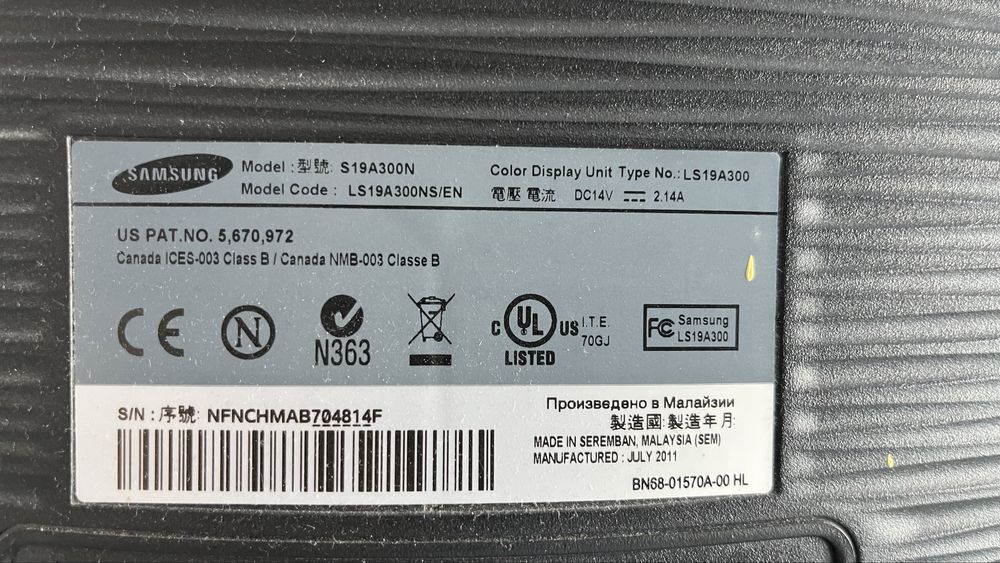 SAMSUNG
Model : 型號: S19A300N
Model Code : LS19A300NS/EN
Color Display Unit Type No.: LS19A300
電壓 電流 DC14V 2.14A
US PAT.NO. 5,670,972
Canada ICES-003 Class B / Canada NMB-003 Classe B
CE
N
N363
C UL US LISTED
I.T.E.
70GJ
FC Samsung
LS19A300
S/N : 序號: NFNCHMAB704814F
Произведено в Малайзии
製造國:製造年月:
MADE IN SEREMBAN, MALAYSIA (SEM)
MANUFACTURED : JULY 2011
BN68-01570A-00 HL